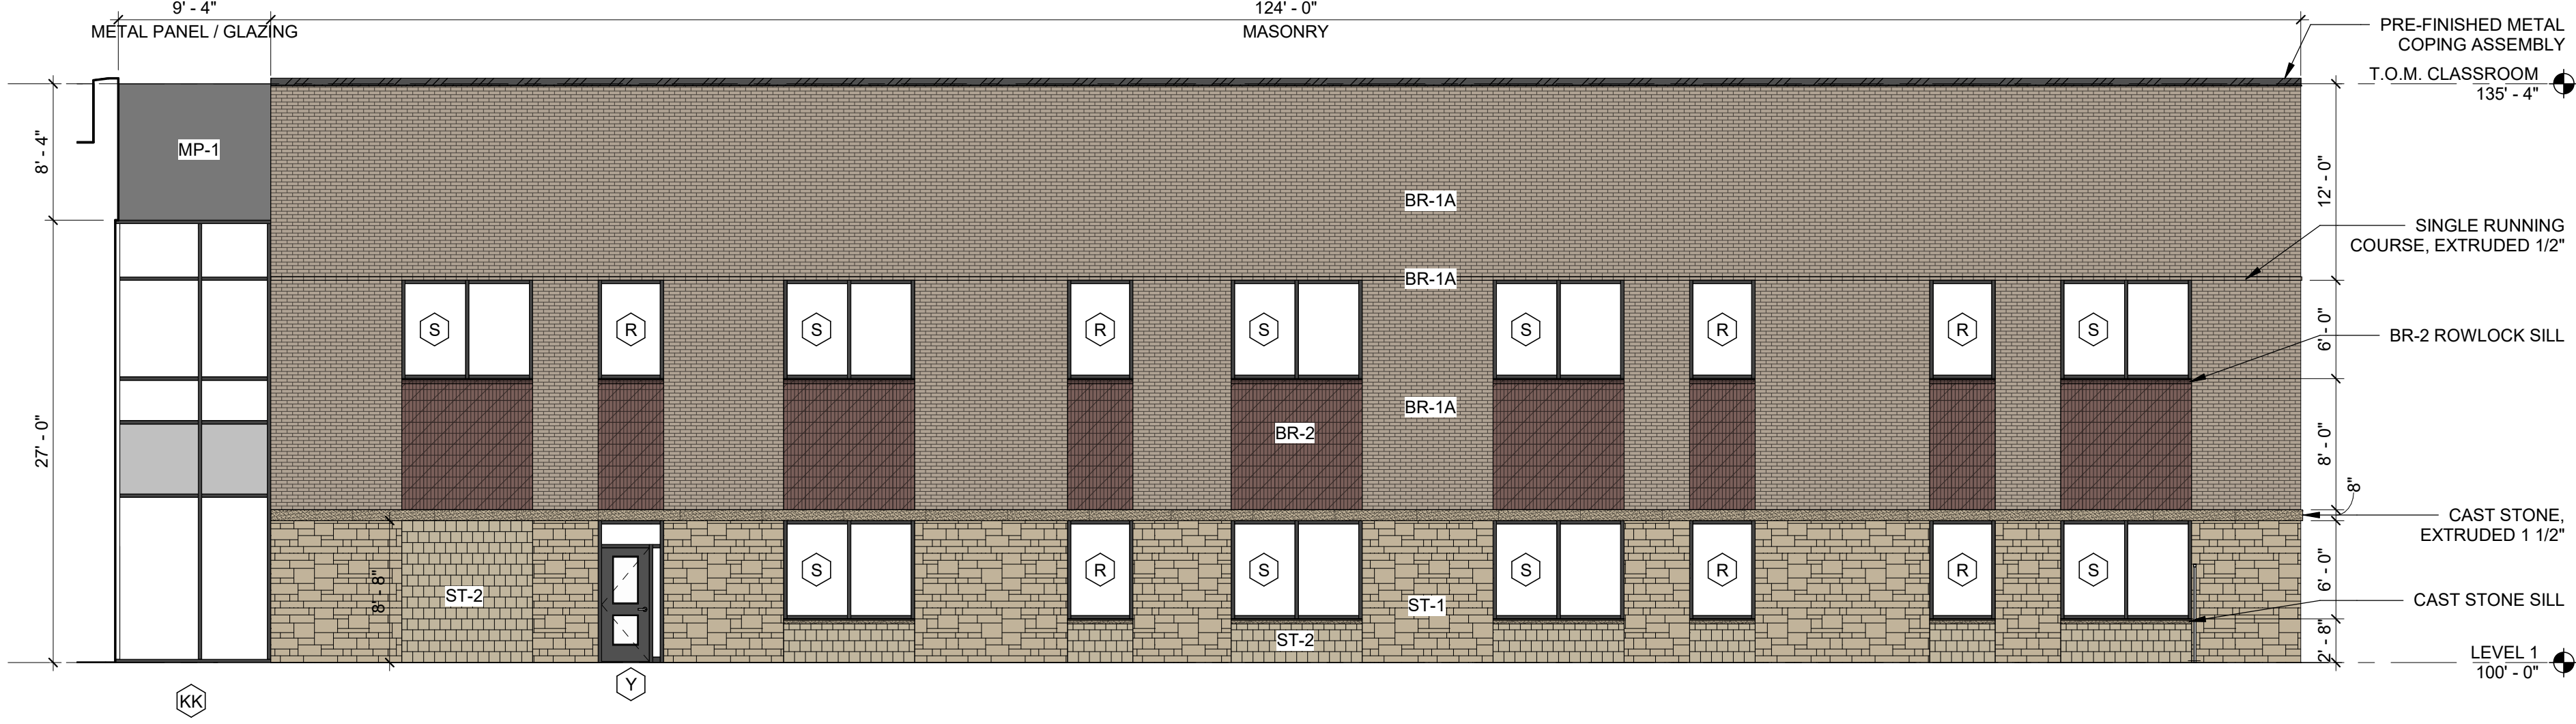 9' - 4"
124' - 0"
METAL PANEL / GLAZING
MASONRY
PRE-FINISHED METAL
COPING ASSEMBLY
T.O.M. CLASSROOM
135' - 4"
8' - 4"
MP-1
12' - 0"
BR-1A
SINGLE RUNNING
COURSE, EXTRUDED 1/2"
BR-1A
S
R
S
R
S
S
R
R
S
6' - 0"
BR-2 ROWLOCK SILL
BR-1A
BR-2
27' - 0"
8' - 0"
8"
CAST STONE,
EXTRUDED 1 1/2"
S
R
S
S
R
R
S
6' - 0"
8' - 8"
ST-2
ST-1
CAST STONE SILL
ST-2
2' - 8"
LEVEL 1
100' - 0"
KK
Y